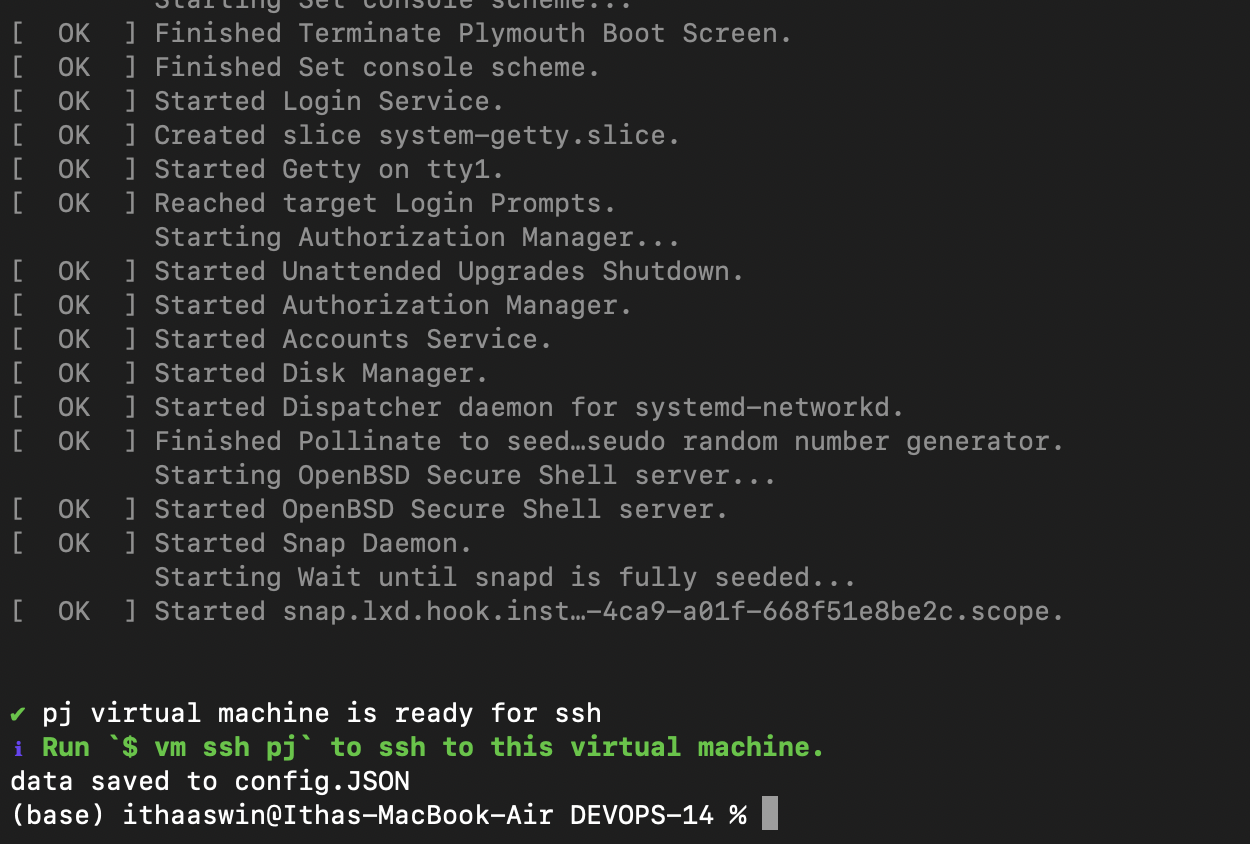 Starting Set console scheme...
[  OK  ] Finished Terminate Plymouth Boot Screen.
[  OK  ] Finished Set console scheme.
[  OK  ] Started Login Service.
[  OK  ] Created slice system-getty.slice.
[  OK  ] Started Getty on tty1.
[  OK  ] Reached target Login Prompts.
         Starting Authorization Manager...
[  OK  ] Started Unattended Upgrades Shutdown.
[  OK  ] Started Authorization Manager.
[  OK  ] Started Accounts Service.
[  OK  ] Started Disk Manager.
[  OK  ] Started Dispatcher daemon for systemd-networkd.
[  OK  ] Finished Pollinate to seed…seudo random number generator.
         Starting OpenBSD Secure Shell server...
[  OK  ] Started OpenBSD Secure Shell server.
[  OK  ] Started Snap Daemon.
         Starting Wait until snapd is fully seeded...
[  OK  ] Started snap.lxd.hook.inst…-4ca9-a01f-668f51e8be2c.scope.
✔ pj virtual machine is ready for ssh
ℹ Run `$ vm ssh pj` to ssh to this virtual machine.
data saved to config.JSON
(base) ithaaswin@Ithas-MacBook-Air DEVOPS-14 %